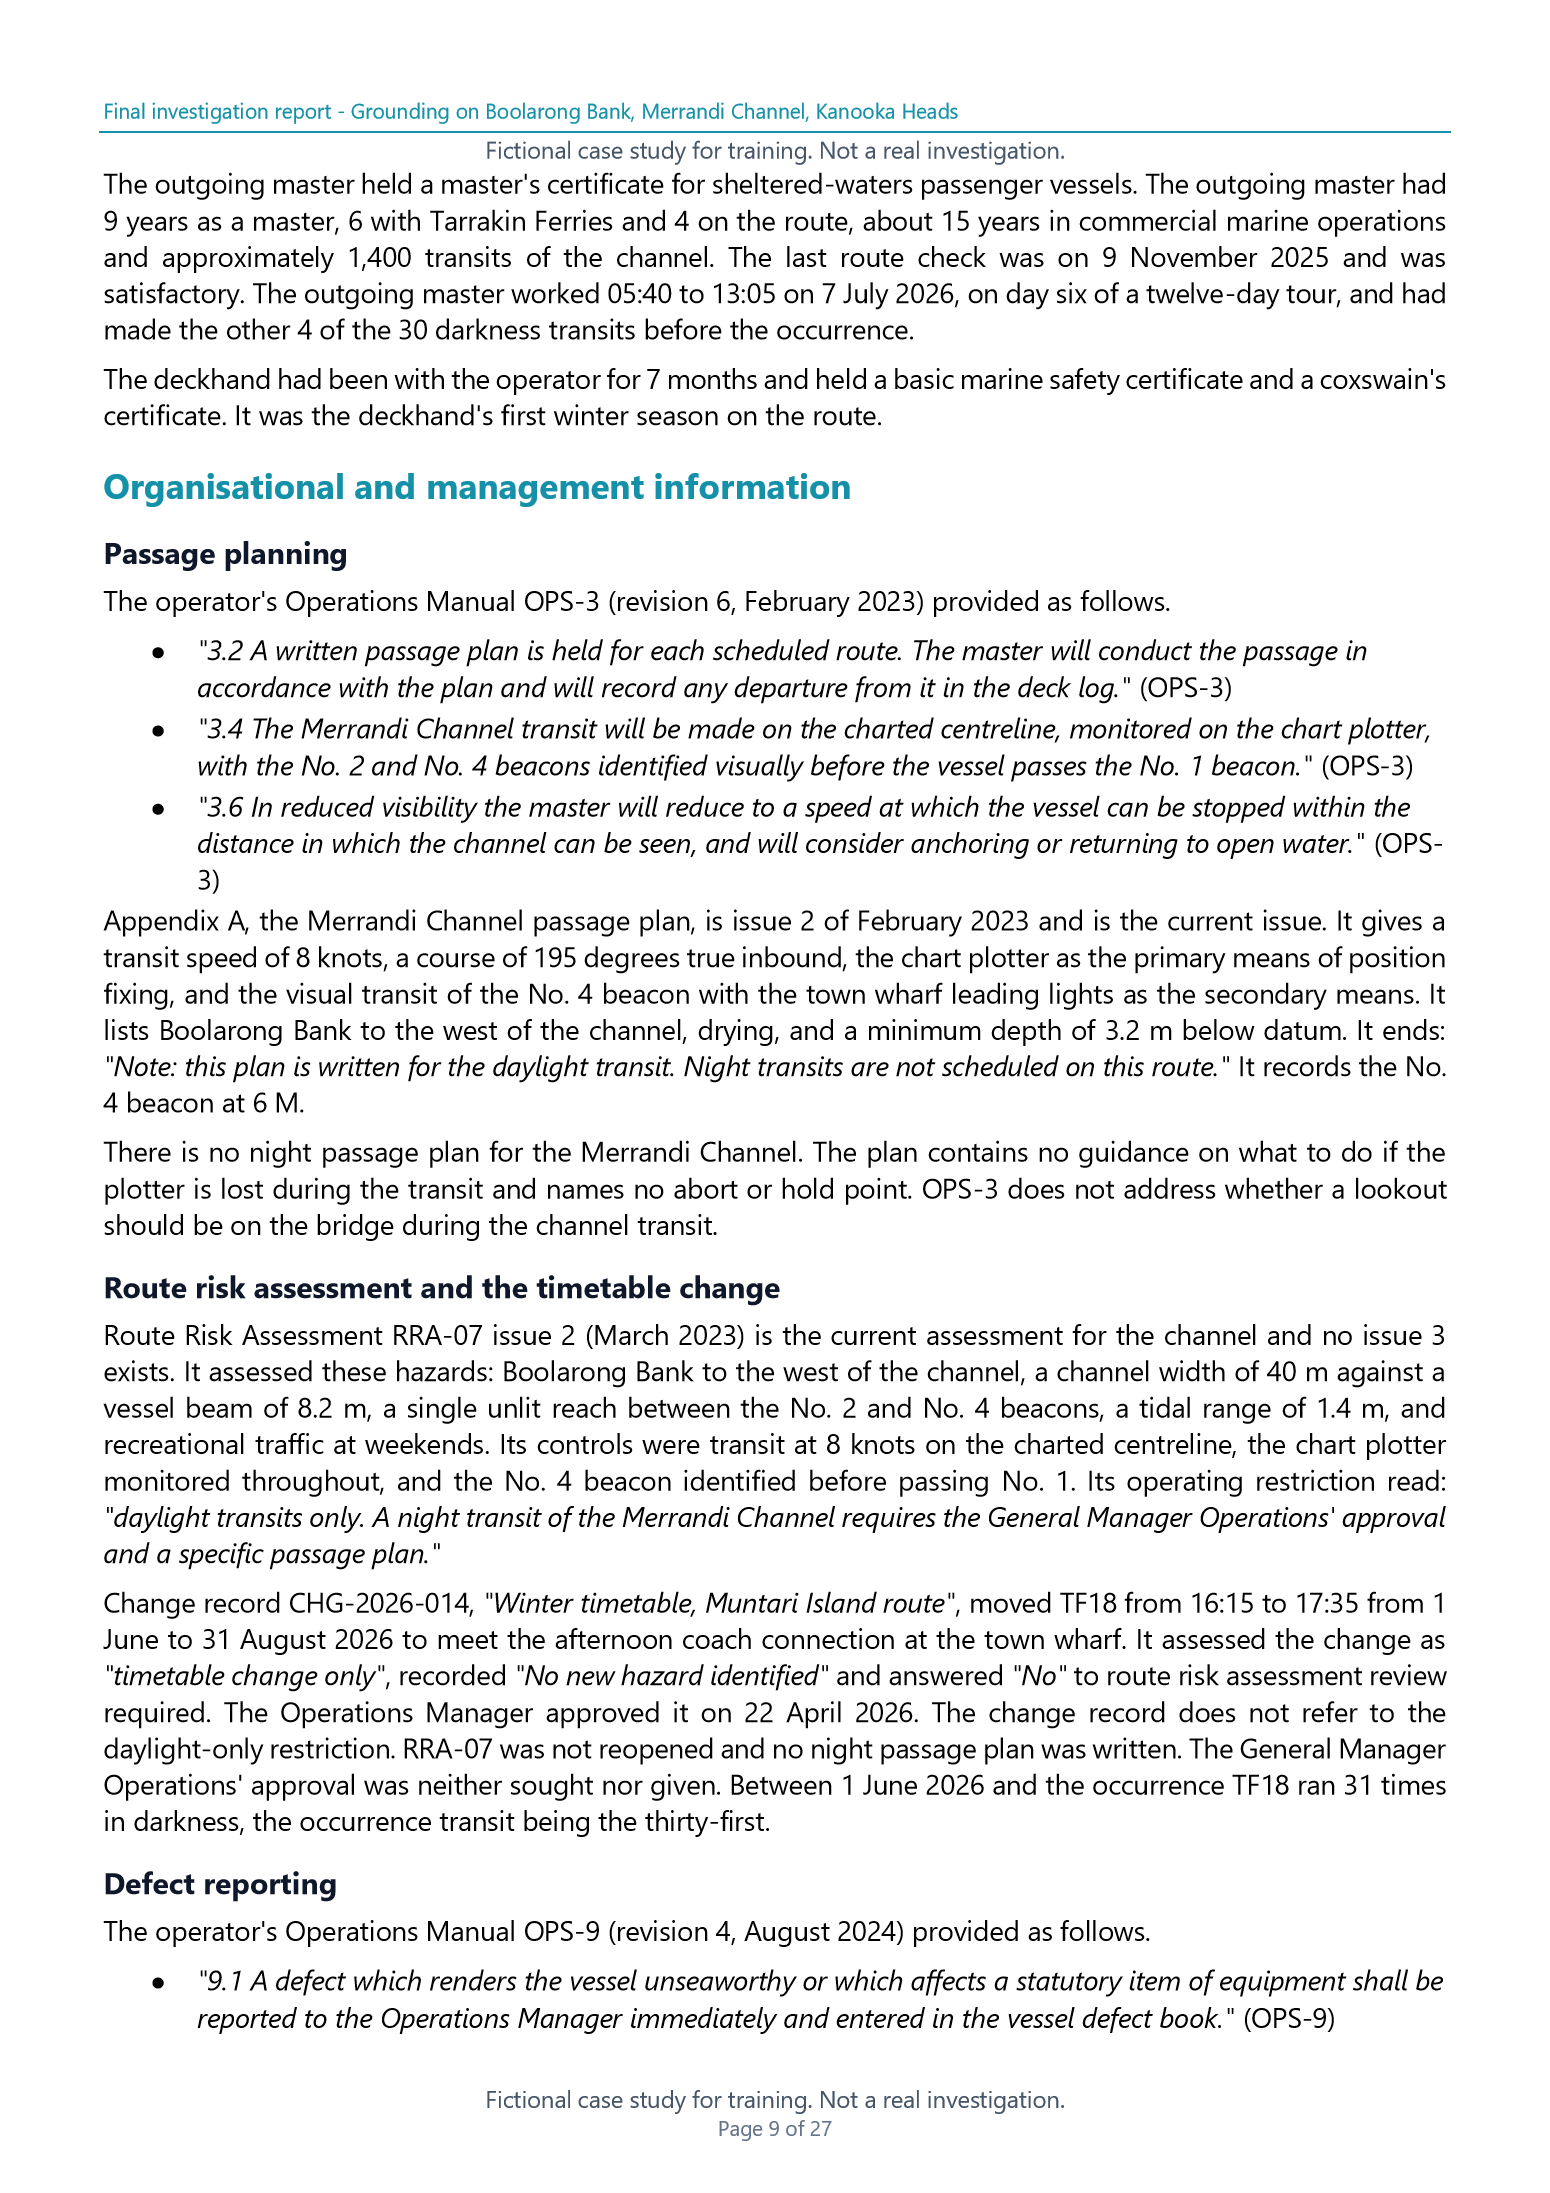 Final investigation report - Grounding on Boolarong Bank, Merrandi Channel, Kanooka Heads
Fictional case study for training. Not a real investigation.
The outgoing master held a master's certificate for sheltered-waters passenger vessels. The outgoing master had
9 years as a master, 6 with Tarrakin Ferries and 4 on the route, about 15 years in commercial marine operations
and approximately 1,400 transits of the channel. The last route check was on 9 November 2025 and was
satisfactory. The outgoing master worked 05:40 to 13:05 on 7 July 2026, on day six of a twelve-day tour, and had
made the other 4 of the 30 darkness transits before the occurrence.
The deckhand had been with the operator for 7 months and held a basic marine safety certificate and a coxswain's
certificate. It was the deckhand's first winter season on the route.
Organisational and management information
Passage planning
The operator's Operations Manual OPS-3 (revision 6, February 2023) provided as follows.
● "3.2 A written passage plan is held for each scheduled route. The master will conduct the passage in
accordance with the plan and will record any departure from it in the deck log." (OPS-3)
● "3.4 The Merrandi Channel transit will be made on the charted centreline, monitored on the chart plotter,
with the No. 2 and No. 4 beacons identified visually before the vessel passes the No. 1 beacon." (OPS-3)
● "3.6 In reduced visibility the master will reduce to a speed at which the vessel can be stopped within the
distance in which the channel can be seen, and will consider anchoring or returning to open water." (OPS-
3)
Appendix A, the Merrandi Channel passage plan, is issue 2 of February 2023 and is the current issue. It gives a
transit speed of 8 knots, a course of 195 degrees true inbound, the chart plotter as the primary means of position
fixing, and the visual transit of the No. 4 beacon with the town wharf leading lights as the secondary means. It
lists Boolarong Bank to the west of the channel, drying, and a minimum depth of 3.2 m below datum. It ends:
"Note: this plan is written for the daylight transit. Night transits are not scheduled on this route." It records the No.
4 beacon at 6 M.
There is no night passage plan for the Merrandi Channel. The plan contains no guidance on what to do if the
plotter is lost during the transit and names no abort or hold point. OPS-3 does not address whether a lookout
should be on the bridge during the channel transit.
Route risk assessment and the timetable change
Route Risk Assessment RRA-07 issue 2 (March 2023) is the current assessment for the channel and no issue 3
exists. It assessed these hazards: Boolarong Bank to the west of the channel, a channel width of 40 m against a
vessel beam of 8.2 m, a single unlit reach between the No. 2 and No. 4 beacons, a tidal range of 1.4 m, and
recreational traffic at weekends. Its controls were transit at 8 knots on the charted centreline, the chart plotter
monitored throughout, and the No. 4 beacon identified before passing No. 1. Its operating restriction read:
"daylight transits only. A night transit of the Merrandi Channel requires the General Manager Operations' approval
and a specific passage plan."
Change record CHG-2026-014, "Winter timetable, Muntari Island route", moved TF18 from 16:15 to 17:35 from 1
June to 31 August 2026 to meet the afternoon coach connection at the town wharf. It assessed the change as
"timetable change only", recorded "No new hazard identified" and answered "No" to route risk assessment review
required. The Operations Manager approved it on 22 April 2026. The change record does not refer to the
daylight-only restriction. RRA-07 was not reopened and no night passage plan was written. The General Manager
Operations' approval was neither sought nor given. Between 1 June 2026 and the occurrence TF18 ran 31 times
in darkness, the occurrence transit being the thirty-first.
Defect reporting
The operator's Operations Manual OPS-9 (revision 4, August 2024) provided as follows.
● "9.1 A defect which renders the vessel unseaworthy or which affects a statutory item of equipment shall be
reported to the Operations Manager immediately and entered in the vessel defect book." (OPS-9)
Fictional case study for training. Not a real investigation.
Page 9 of 27